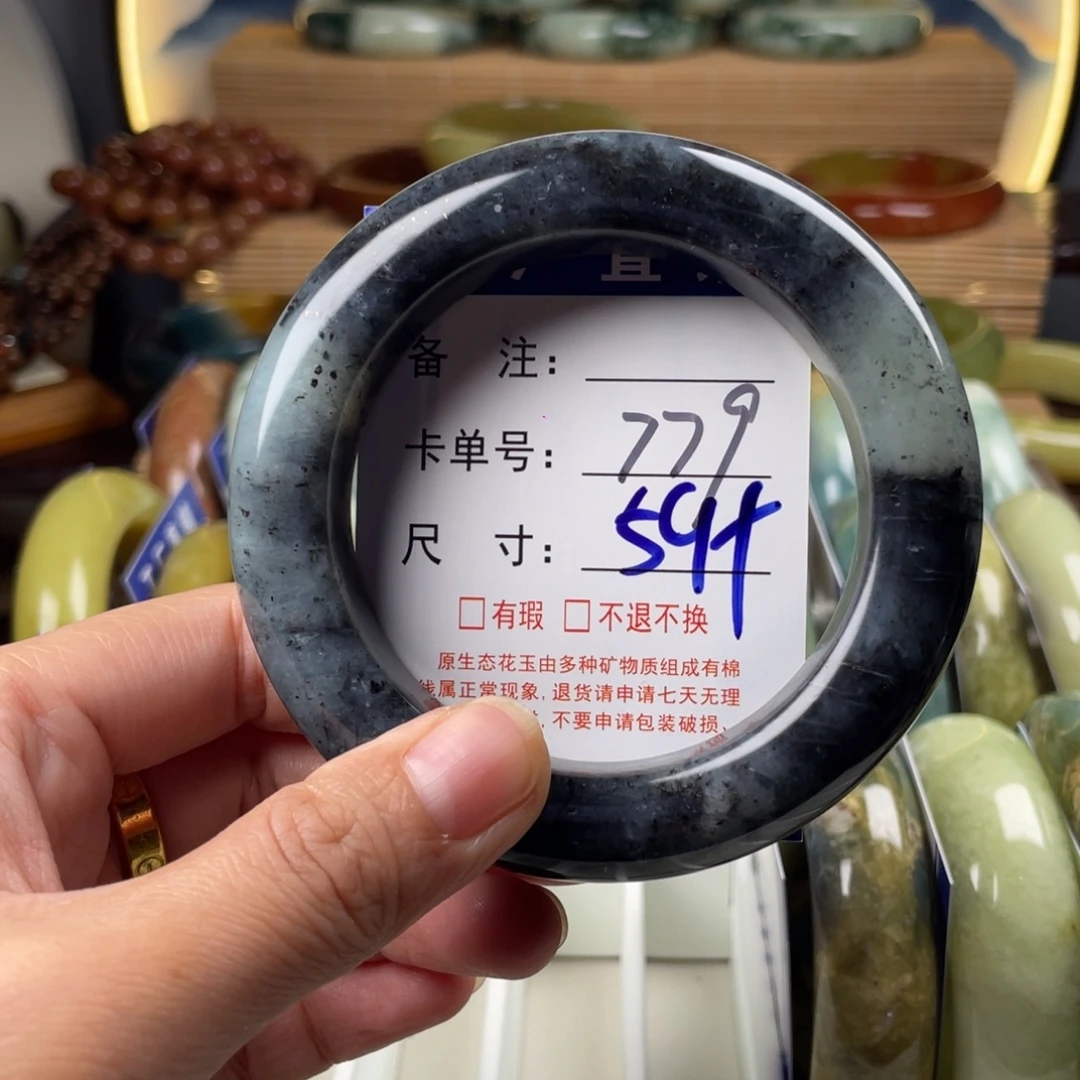 直
备 注：
卡单号： 779
尺 寸： 594
□有瑕 □不退不换
原生态花玉由多种矿物质组成有棉
线属正常现象，退货请申请七天无理
，不要申请包装破损、